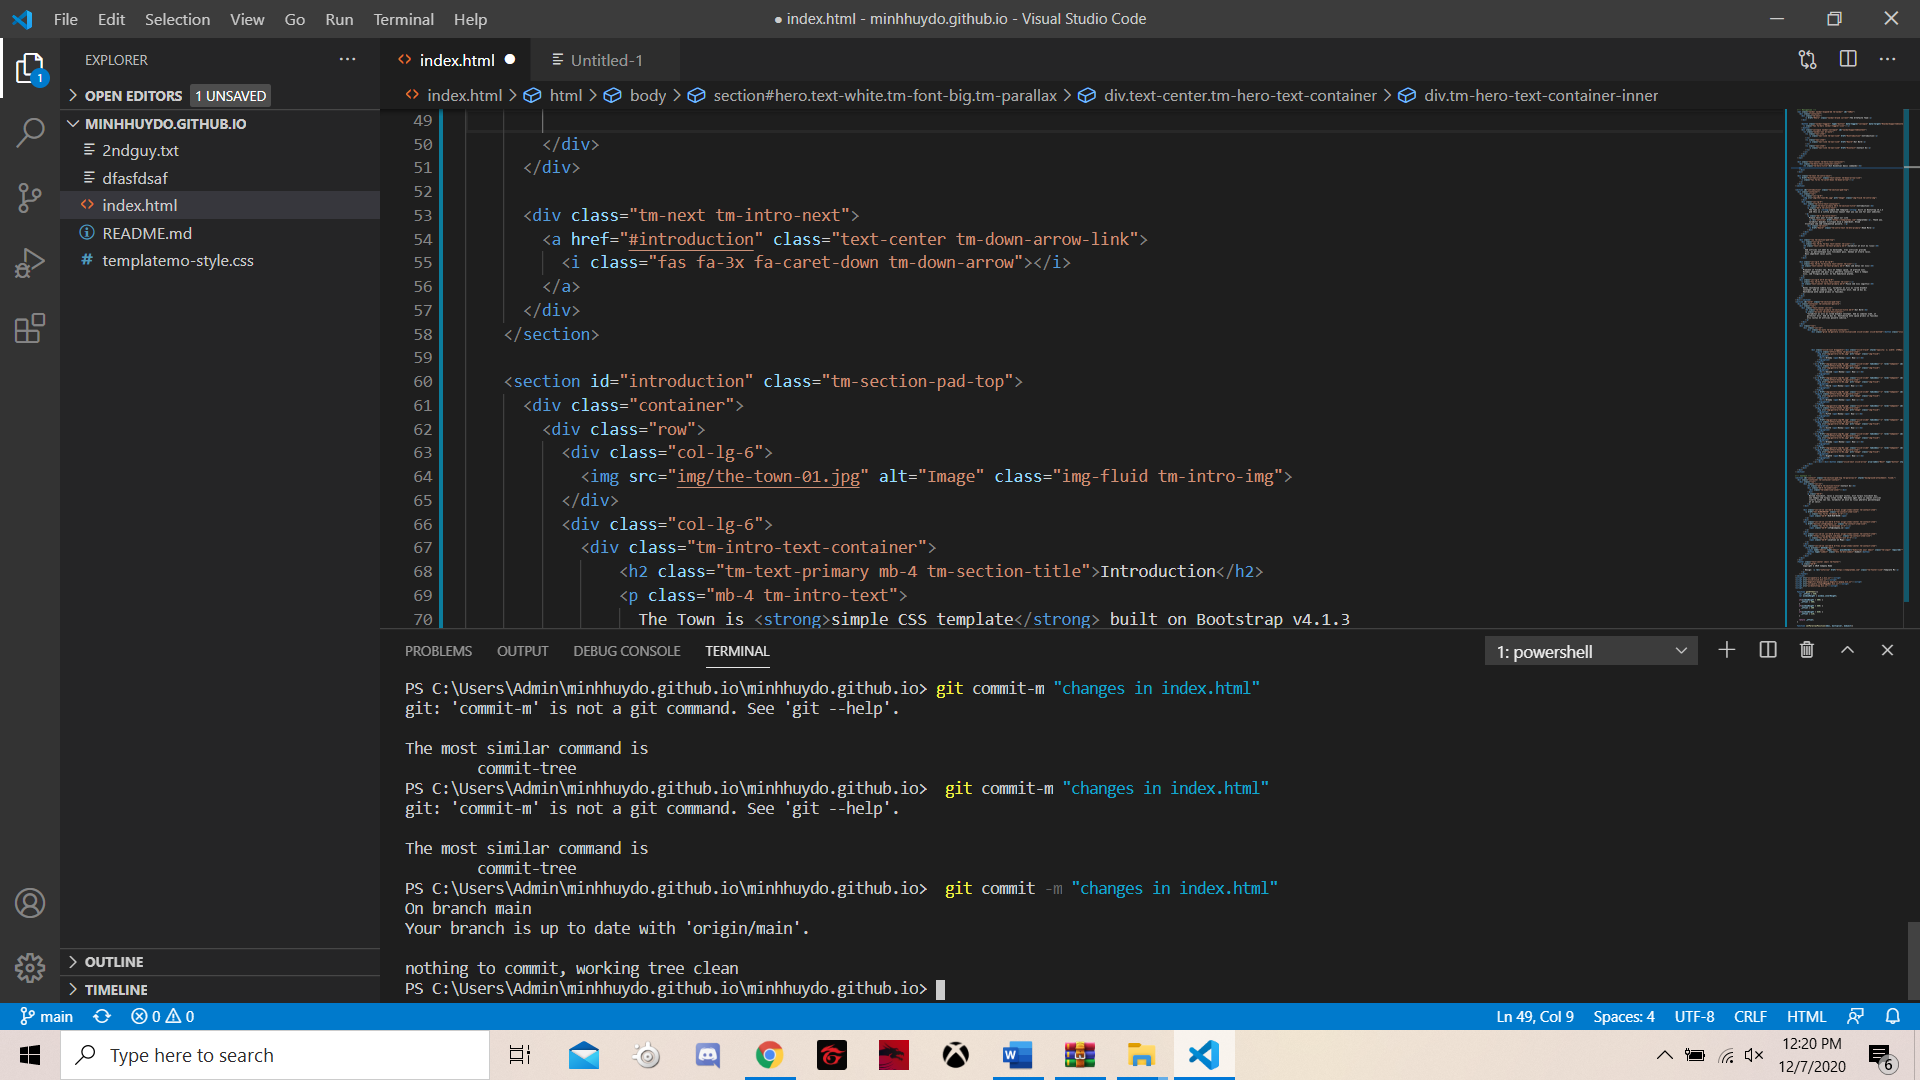 File Edit Selection View Go Run Terminal Help
● index.html - minhhuydo.github.io - Visual Studio Code
EXPLORER
OPEN EDITORS 1 UNSAVED
MINHHUYDO.GITHUB.IO
2ndguy.txt
dfasfdsaf
index.html
README.md
templatemo-style.css
OUTLINE
TIMELINE
1
index.html ● Untitled-1
index.html > html > body > section#hero.text-white.tm-font-big.tm-parallax > div.text-center.tm-hero-text-container > div.tm-hero-text-container-inner
49
50 </div>
51 </div>
52
53 <div class="tm-next tm-intro-next">
54 <a href="#introduction" class="text-center tm-down-arrow-link">
55 <i class="fas fa-3x fa-caret-down tm-down-arrow"></i>
56 </a>
57 </div>
58 </section>
59
60 <section id="introduction" class="tm-section-pad-top">
61 <div class="container">
62 <div class="row">
63 <div class="col-lg-6">
64 <img src="img/the-town-01.jpg" alt="Image" class="img-fluid tm-intro-img">
65 </div>
66 <div class="col-lg-6">
67 <div class="tm-intro-text-container">
68 <h2 class="tm-text-primary mb-4 tm-section-title">Introduction</h2>
69 <p class="mb-4 tm-intro-text">
70 The Town is <strong>simple CSS template</strong> built on Bootstrap v4.1.3
PROBLEMS OUTPUT DEBUG CONSOLE TERMINAL
1: powershell
PS C:\Users\Admin\minhhuydo.github.io\minhhuydo.github.io> git commit-m "changes in index.html"
git: 'commit-m' is not a git command. See 'git --help'.
The most similar command is
commit-tree
PS C:\Users\Admin\minhhuydo.github.io\minhhuydo.github.io>  git commit-m "changes in index.html"
git: 'commit-m' is not a git command. See 'git --help'.
The most similar command is
commit-tree
PS C:\Users\Admin\minhhuydo.github.io\minhhuydo.github.io>  git commit -m "changes in index.html"
On branch main
Your branch is up to date with 'origin/main'.
nothing to commit, working tree clean
PS C:\Users\Admin\minhhuydo.github.io\minhhuydo.github.io>
main 0 0
Ln 49, Col 9 Spaces: 4 UTF-8 CRLF HTML
Type here to search
12:20 PM
12/7/2020
6